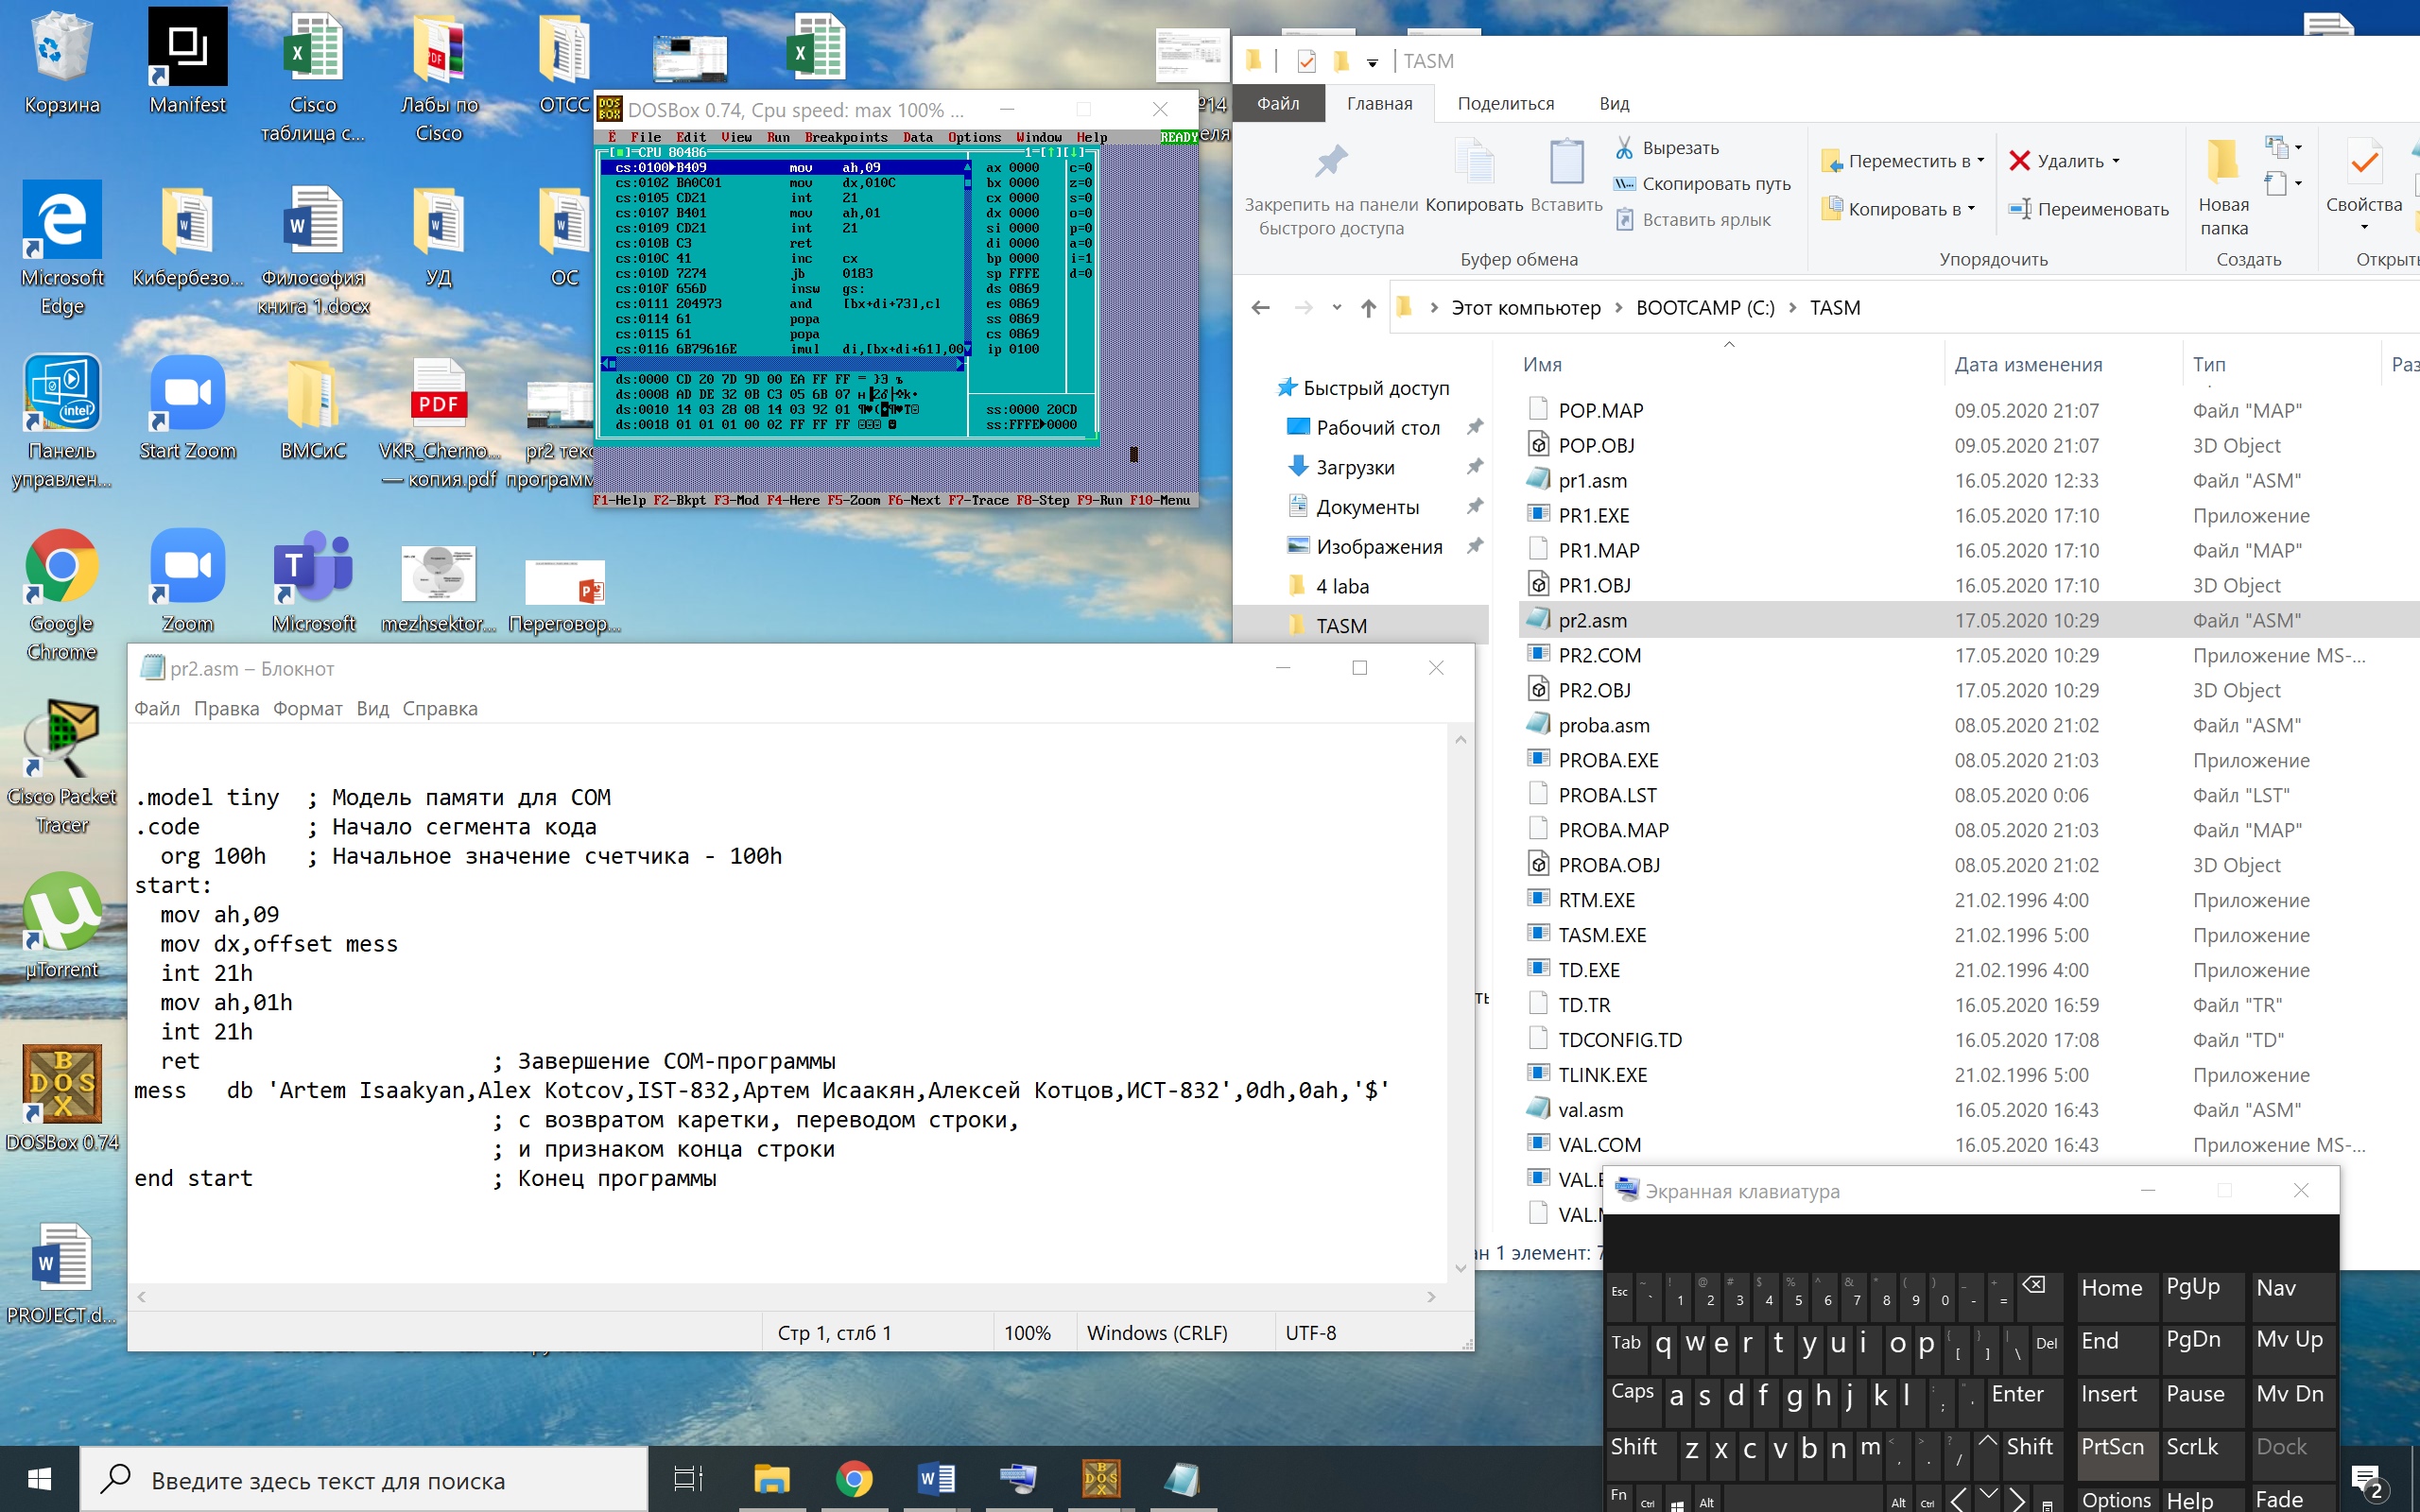 Корзина
Manifest
Cisco
таблица с...
Лабы по
Cisco
ОТСС
Microsoft
Edge
Кибербезо...
Философия
книга 1.docx
УД
ОС
Панель
управлен...
Start Zoom
ВМСиС
VKR_Cherno...
— копия.pdf
Google
Chrome
Zoom
Microsoft
mezhsektor...
Переговор...
Cisco Packet
Tracer
µTorrent
DOSBox 0.74
PROJECT.d...
DOSBox 0.74, Cpu speed: max 100% ...
File Edit View Run Breakpoints Data Options Window Help READY
[■]=CPU 80486 1=[↑][↓]
cs:0100▶B409 mov ah,09
cs:0102 BA0C01 mov dx,010C
cs:0105 CD21 int 21
cs:0107 B401 mov ah,01
cs:0109 CD21 int 21
cs:010B C3 ret
cs:010C 41 inc cx
cs:010D 7274 jb 0183
cs:010F 656D insw gs:
cs:0111 204973 and [bx+di+73],cl
cs:0114 61 popa
cs:0115 61 popa
cs:0116 6B79616E imul di,[bx+di+61],00
ax 0000 c=0
bx 0000 z=0
cx 0000 s=0
dx 0000 o=0
si 0000 p=0
di 0000 a=0
bp 0000 i=1
sp FFFE d=0
ds 0869
es 0869
ss 0869
cs 0869
ip 0100
ds:0000 CD 20 7D 9D 00 EA FF FF
ds:0008 AD DE 32 0B C3 05 6B 07
ds:0010 14 03 28 08 14 03 92 01
ds:0018 01 01 01 00 02 FF FF FF
ss:0000 20CD
ss:FFFE▶0000
F1-Help F2-Bkpt F3-Mod F4-Here F5-Zoom F6-Next F7-Trace F8-Step F9-Run F10-Menu
TASM
Файл Главная Поделиться Вид
Закрепить на панели
быстрого доступа
Копировать
Вставить
Вырезать
Скопировать путь
Вставить ярлык
Буфер обмена
Переместить в
Копировать в
Удалить
Переименовать
Упорядочить
Новая
папка
Создать
Свойства
Этот компьютер > BOOTCAMP (C:) > TASM
Быстрый доступ
Рабочий стол
Загрузки
Документы
Изображения
4 laba
TASM
Имя Дата изменения Тип
POP.MAP 09.05.2020 21:07 Файл "MAP"
POP.OBJ 09.05.2020 21:07 3D Object
pr1.asm 16.05.2020 12:33 Файл "ASM"
PR1.EXE 16.05.2020 17:10 Приложение
PR1.MAP 16.05.2020 17:10 Файл "MAP"
PR1.OBJ 16.05.2020 17:10 3D Object
pr2.asm 17.05.2020 10:29 Файл "ASM"
PR2.COM 17.05.2020 10:29 Приложение MS-...
PR2.OBJ 17.05.2020 10:29 3D Object
proba.asm 08.05.2020 21:02 Файл "ASM"
PROBA.EXE 08.05.2020 21:03 Приложение
PROBA.LST 08.05.2020 0:06 Файл "LST"
PROBA.MAP 08.05.2020 21:03 Файл "MAP"
PROBA.OBJ 08.05.2020 21:02 3D Object
RTM.EXE 21.02.1996 4:00 Приложение
TASM.EXE 21.02.1996 5:00 Приложение
TD.EXE 21.02.1996 4:00 Приложение
TD.TR 16.05.2020 16:59 Файл "TR"
TDCONFIG.TD 16.05.2020 17:08 Файл "TD"
TLINK.EXE 21.02.1996 5:00 Приложение
val.asm 16.05.2020 16:43 Файл "ASM"
VAL.COM 16.05.2020 16:43 Приложение MS-...
pr2.asm – Блокнот
Файл Правка Формат Вид Справка
.model tiny ; Модель памяти для COM
.code ; Начало сегмента кода
org 100h ; Начальное значение счетчика - 100h
start:
mov ah,09
mov dx,offset mess
int 21h
mov ah,01h
int 21h
ret ; Завершение COM-программы
mess db 'Artem Isaakyan,Alex Kotcov,IST-832,Артем Исаакян,Алексей Котцов,ИСТ-832',0dh,0ah,'$'
; с возвратом каретки, переводом строки,
; и признаком конца строки
end start ; Конец программы
Стр 1, стлб 1 100% Windows (CRLF) UTF-8
Экранная клавиатура
Esc ~ ` ! 1 @ 2 # 3 $ 4 % 5 ^ 6 & 7 * 8 ( 9 ) 0 _ - + = Home PgUp Nav
Tab q w e r t y u i o p { [ } ] | \ Del End PgDn Mv Up
Caps a s d f g h j k l : ; " ' Enter Insert Pause Mv Dn
Shift z x c v b n m < , > . ? / Shift PrtScn ScrLk Dock
Fn Ctrl Alt Alt Ctrl Options Help Fade
Введите здесь текст для поиска
2